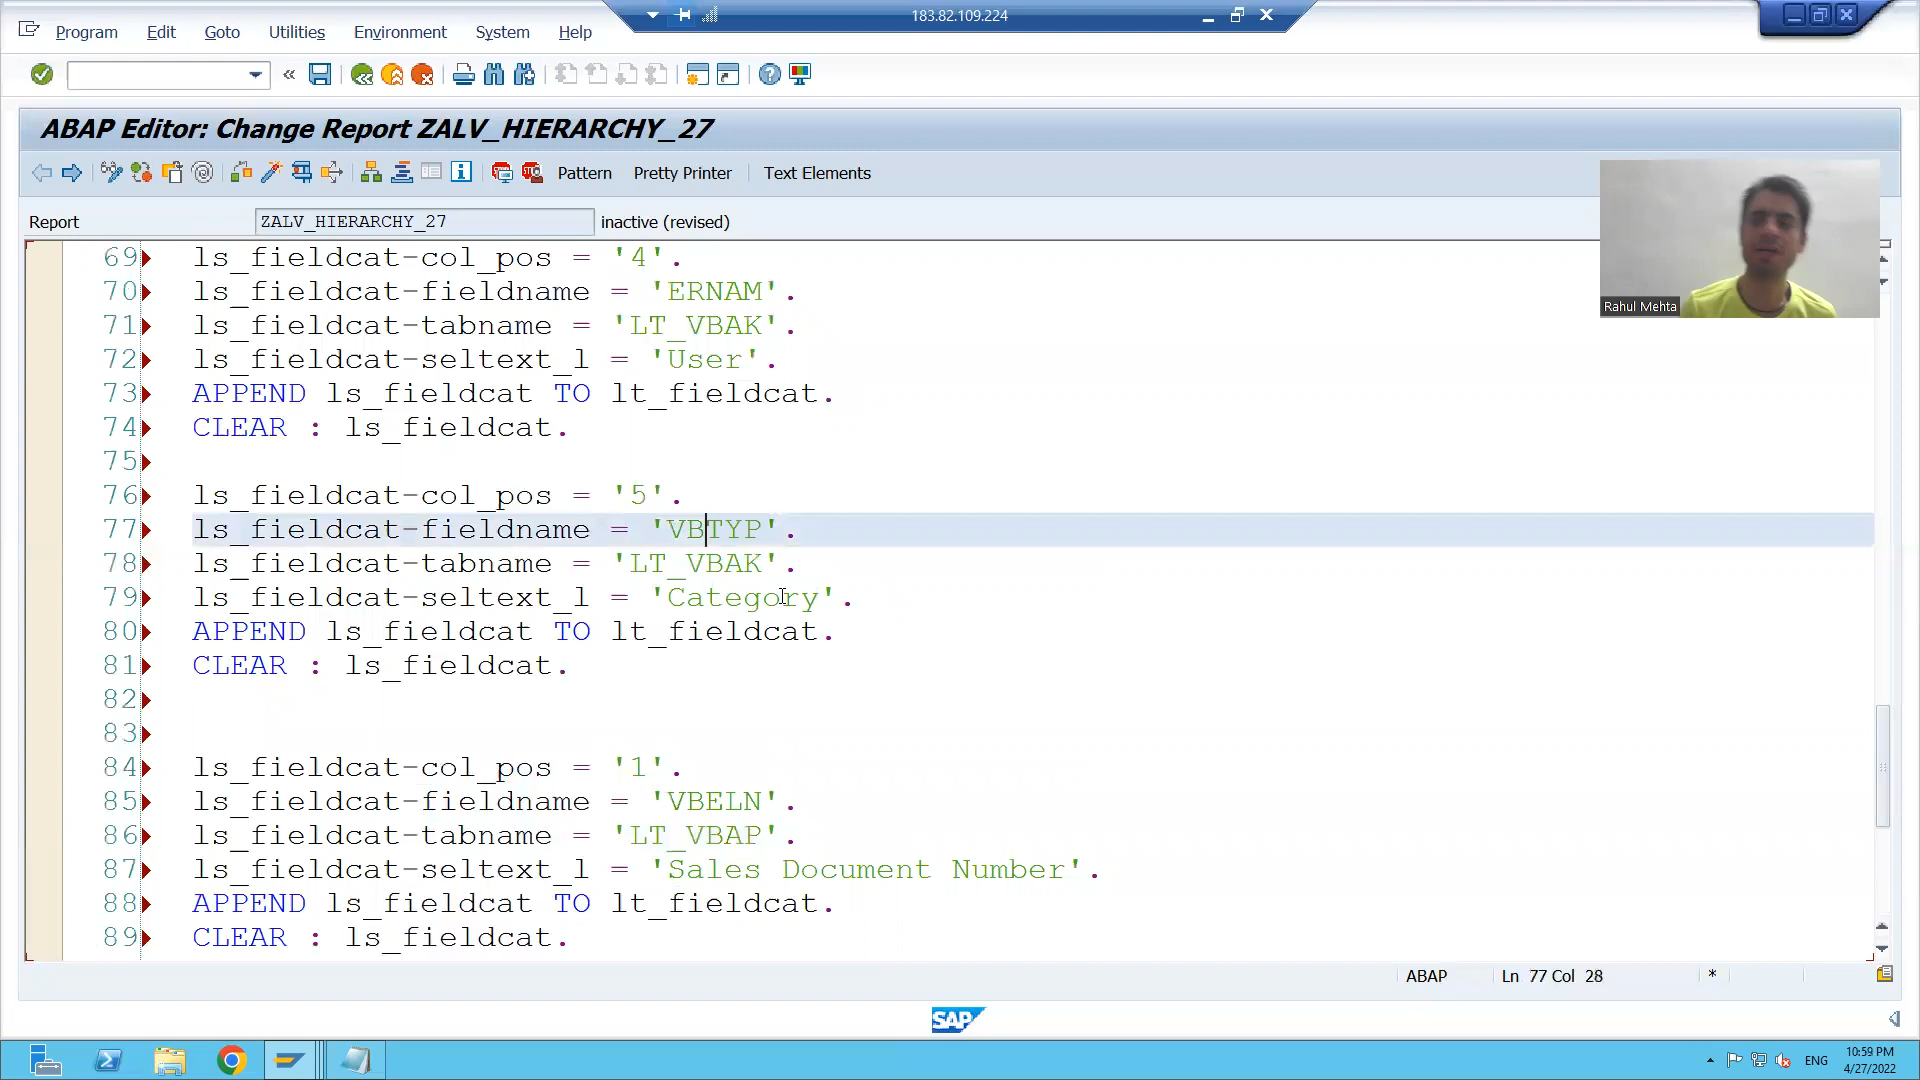 183.82.109.224
Program Edit Goto Utilities Environment System Help
ABAP Editor: Change Report ZALV_HIERARCHY_27
Pattern Pretty Printer Text Elements
Report ZALV_HIERARCHY_27 inactive (revised)
Rahul Mehta
69 ls_fieldcat-col_pos = '4'.
70 ls_fieldcat-fieldname = 'ERNAM'.
71 ls_fieldcat-tabname = 'LT_VBAK'.
72 ls_fieldcat-seltext_l = 'User'.
73 APPEND ls_fieldcat TO lt_fieldcat.
74 CLEAR : ls_fieldcat.
75
76 ls_fieldcat-col_pos = '5'.
77 ls_fieldcat-fieldname = 'VBTYP'.
78 ls_fieldcat-tabname = 'LT_VBAK'.
79 ls_fieldcat-seltext_l = 'Category'.
80 APPEND ls_fieldcat TO lt_fieldcat.
81 CLEAR : ls_fieldcat.
82
83
84 ls_fieldcat-col_pos = '1'.
85 ls_fieldcat-fieldname = 'VBELN'.
86 ls_fieldcat-tabname = 'LT_VBAP'.
87 ls_fieldcat-seltext_l = 'Sales Document Number'.
88 APPEND ls_fieldcat TO lt_fieldcat.
89 CLEAR : ls_fieldcat.
ABAP Ln 77 Col 28 *
SAP
ENG
10:59 PM
4/27/2022